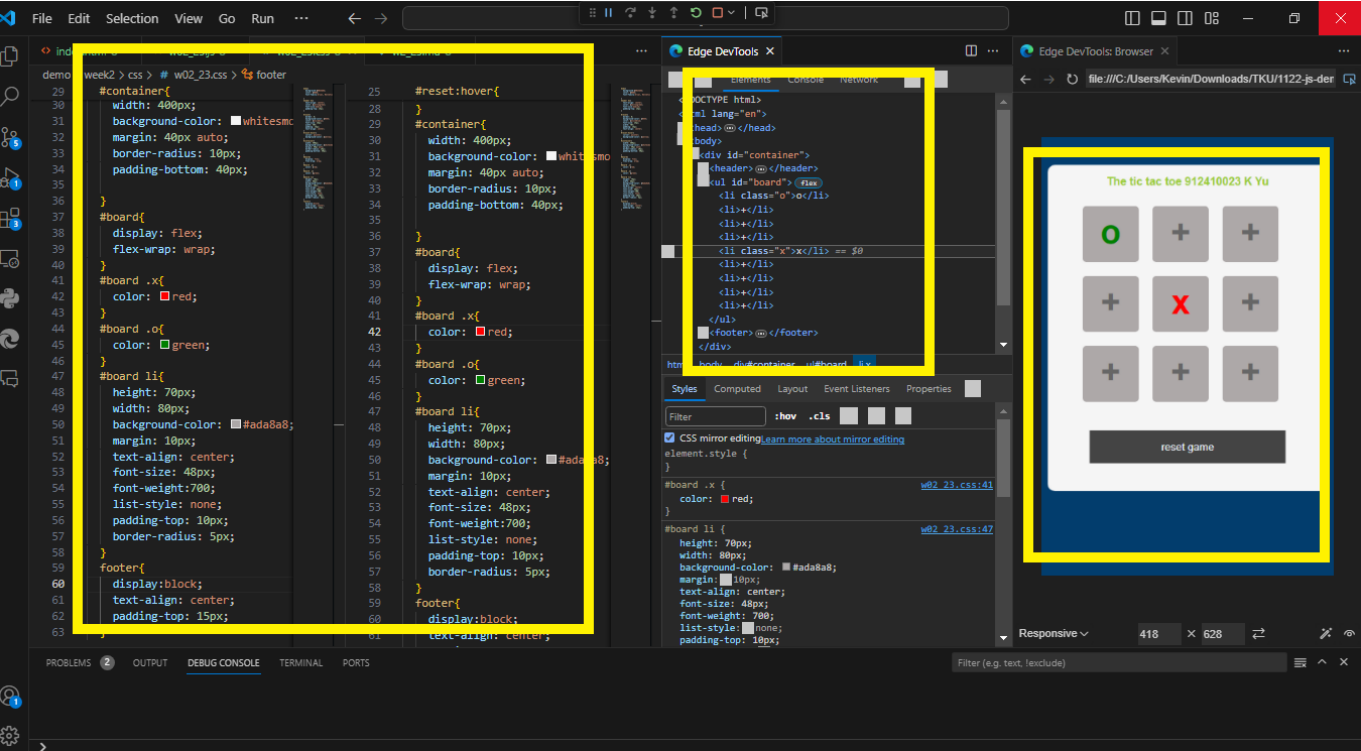 File Edit Selection View Go Run ···
Edge DevTools
Edge DevTools: Browser
demo week2 > css > # w02_23.css > footer
file:///C:/Users/Kevin/Downloads/TKU/1122-js-der
29 #container{
30 width: 400px;
31 background-color: whitesmo
32 margin: 40px auto;
33 border-radius: 10px;
34 padding-bottom: 40px;
35
36 }
37 #board{
38 display: flex;
39 flex-wrap: wrap;
40 }
41 #board .x{
42 color: red;
43 }
44 #board .o{
45 color: green;
46 }
47 #board li{
48 height: 70px;
49 width: 80px;
50 background-color: #ada8a8;
51 margin: 10px;
52 text-align: center;
53 font-size: 48px;
54 font-weight:700;
55 list-style: none;
56 padding-top: 10px;
57 border-radius: 5px;
58 }
59 footer{
60 display:block;
61 text-align: center;
62 padding-top: 15px;
63 }
25 #reset:hover{
28 }
29 #container{
30 width: 400px;
31 background-color: whitesmo
32 margin: 40px auto;
33 border-radius: 10px;
34 padding-bottom: 40px;
35
36 }
37 #board{
38 display: flex;
39 flex-wrap: wrap;
40 }
41 #board .x{
42 color: red;
43 }
44 #board .o{
45 color: green;
46 }
47 #board li{
48 height: 70px;
49 width: 80px;
50 background-color: #ada8a8;
51 margin: 10px;
52 text-align: center;
53 font-size: 48px;
54 font-weight:700;
55 list-style: none;
56 padding-top: 10px;
57 border-radius: 5px;
58 }
59 footer{
60 display:block;
61 text-align: center;
Elements Console Network
<!DOCTYPE html>
<html lang="en">
<head>···</head>
<body>
<div id="container">
<header>···</header>
<ul id="board"> flex
<li class="o">o</li>
<li>+</li>
<li>+</li>
<li>+</li>
<li class="x">x</li> == $0
<li>+</li>
<li>+</li>
<li>+</li>
<li>+</li>
</ul>
<footer>···</footer>
</div>
html body div#container ul#board li.x
Styles Computed Layout Event Listeners Properties
Filter :hov .cls
CSS mirror editing Learn more about mirror editing
element.style {
}
#board .x { w02_23.css:41
color: red;
}
#board li { w02_23.css:47
height: 70px;
width: 80px;
background-color: #ada8a8;
margin: 10px;
text-align: center;
font-size: 48px;
font-weight: 700;
list-style: none;
padding-top: 10px;
The tic tac toe 912410023 K Yu
o + +
+ x +
+ + +
reset game
Responsive 418 × 628
PROBLEMS 2 OUTPUT DEBUG CONSOLE TERMINAL PORTS
Filter (e.g. text, !exclude)